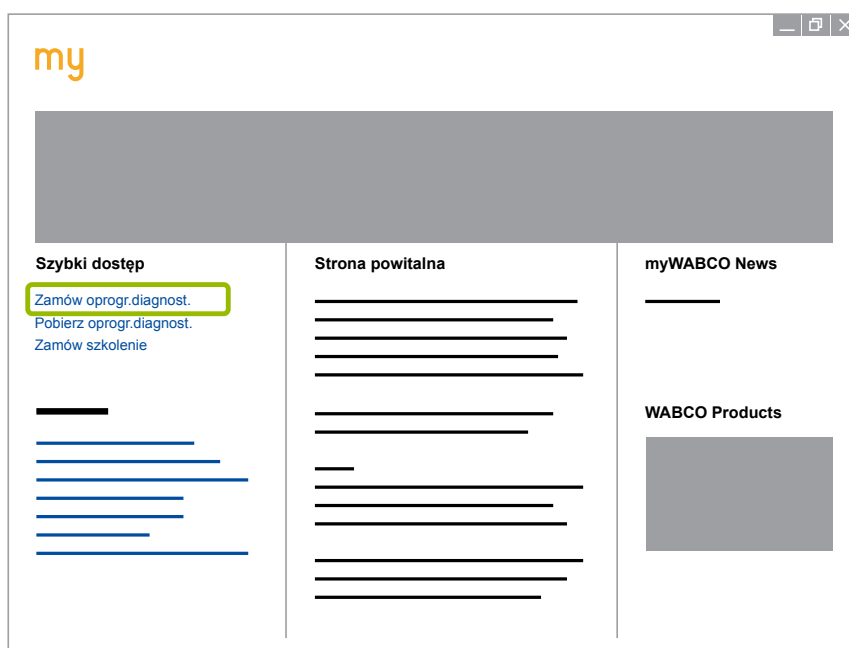 my
Szybki dostęp
Zamów oprogr.diagnost.
Pobierz oprogr.diagnost.
Zamów szkolenie
Strona powitalna
myWABCO News
WABCO Products